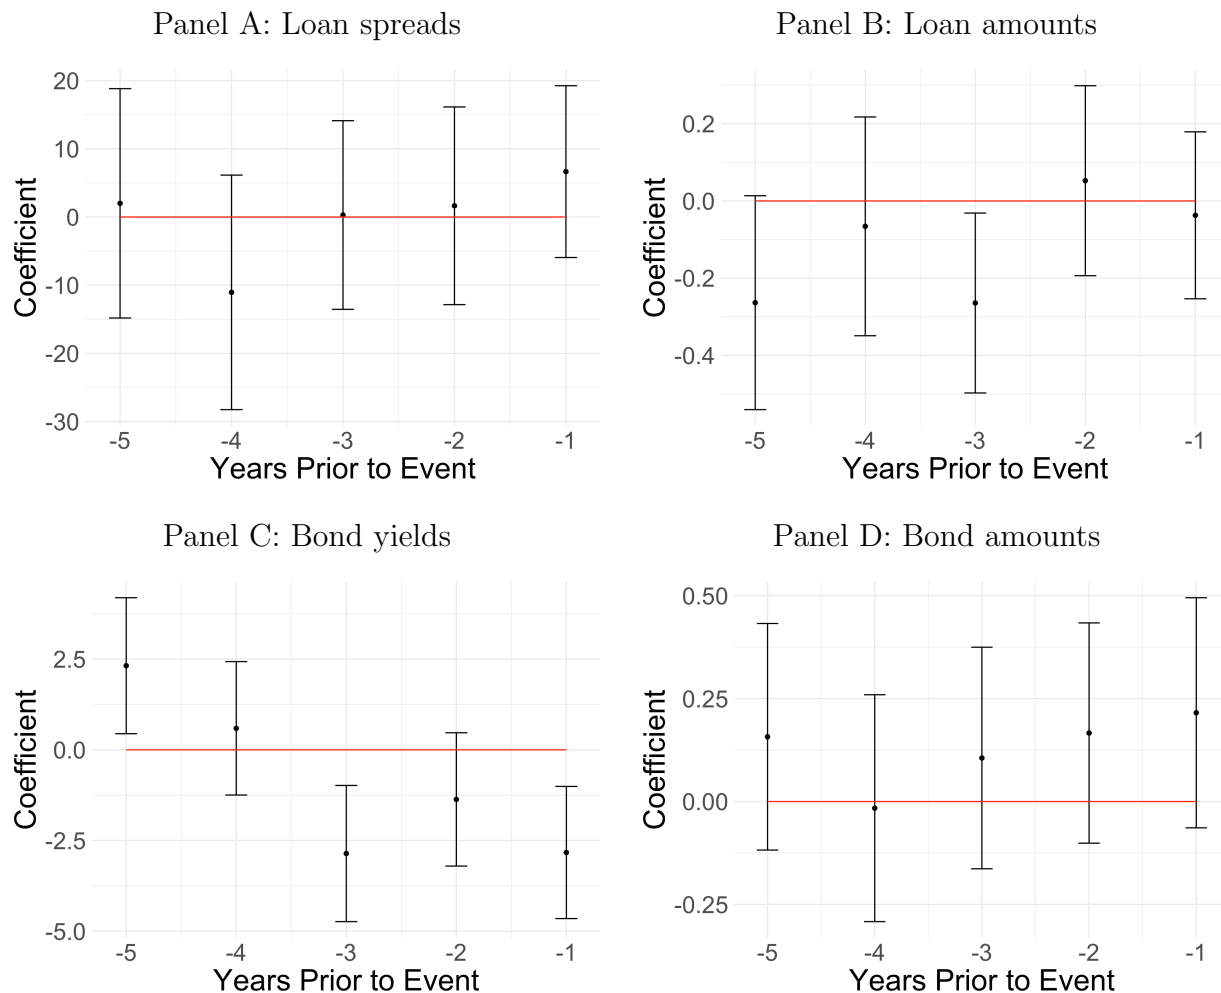 Panel A: Loan spreads
20
10
0
-10
-20
-30
Coefficient
-5 -4 -3 -2 -1
Years Prior to Event
Panel B: Loan amounts
0.2
0.0
-0.2
-0.4
Coefficient
-5 -4 -3 -2 -1
Years Prior to Event
Panel C: Bond yields
2.5
0.0
-2.5
-5.0
Coefficient
-5 -4 -3 -2 -1
Years Prior to Event
Panel D: Bond amounts
0.50
0.25
0.00
-0.25
Coefficient
-5 -4 -3 -2 -1
Years Prior to Event